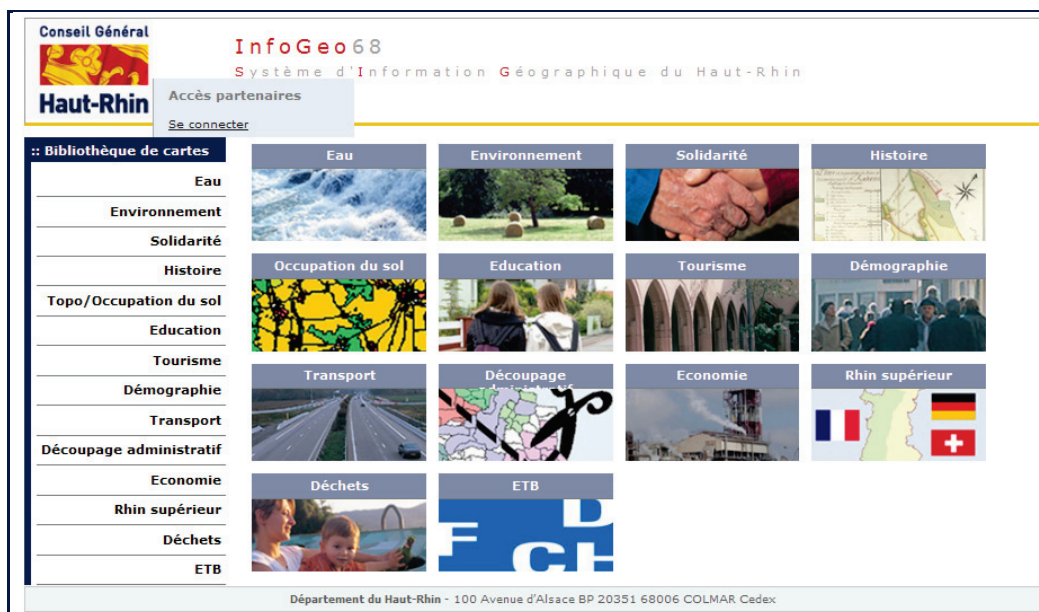 Conseil Général
Haut-Rhin
InfoGeo68
Système d'Information Géographique du Haut-Rhin
Accès partenaires
Se connecter
:: Bibliothèque de cartes
Eau
Environnement
Solidarité
Histoire
Topo/Occupation du sol
Education
Tourisme
Démographie
Transport
Découpage administratif
Economie
Rhin supérieur
Déchets
ETB
Eau
Environnement
Solidarité
Histoire
Occupation du sol
Education
Tourisme
Démographie
Transport
Découpage
administratif
Economie
Rhin supérieur
Déchets
ETB
F
D
CH
Département du Haut-Rhin - 100 Avenue d'Alsace BP 20351 68006 COLMAR Cedex